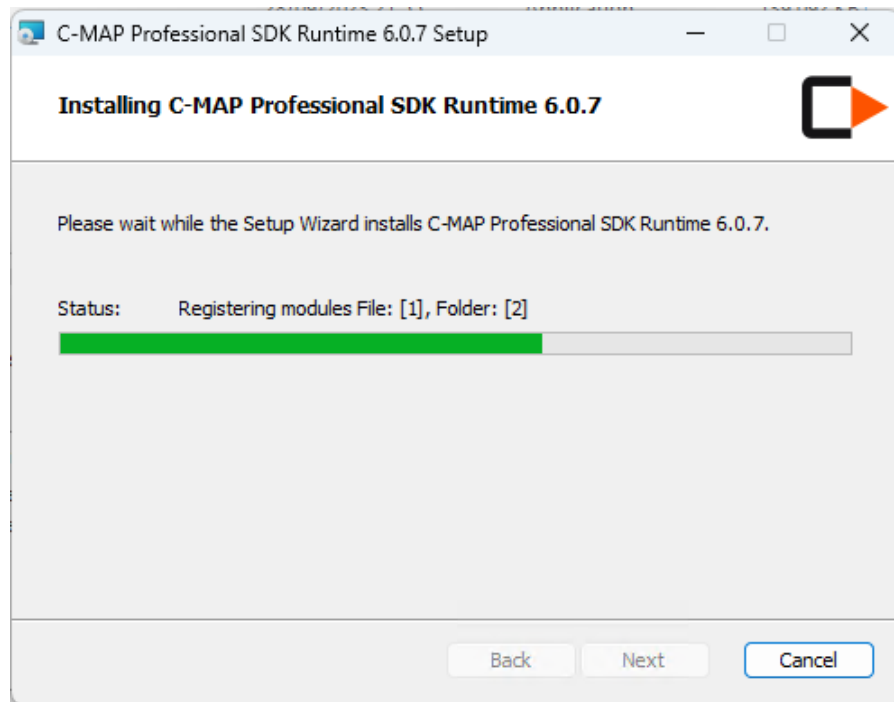 C-MAP Professional SDK Runtime 6.0.7 Setup
Installing C-MAP Professional SDK Runtime 6.0.7
Please wait while the Setup Wizard installs C-MAP Professional SDK Runtime 6.0.7.
Status: Registering modules File: [1], Folder: [2]
Back Next Cancel